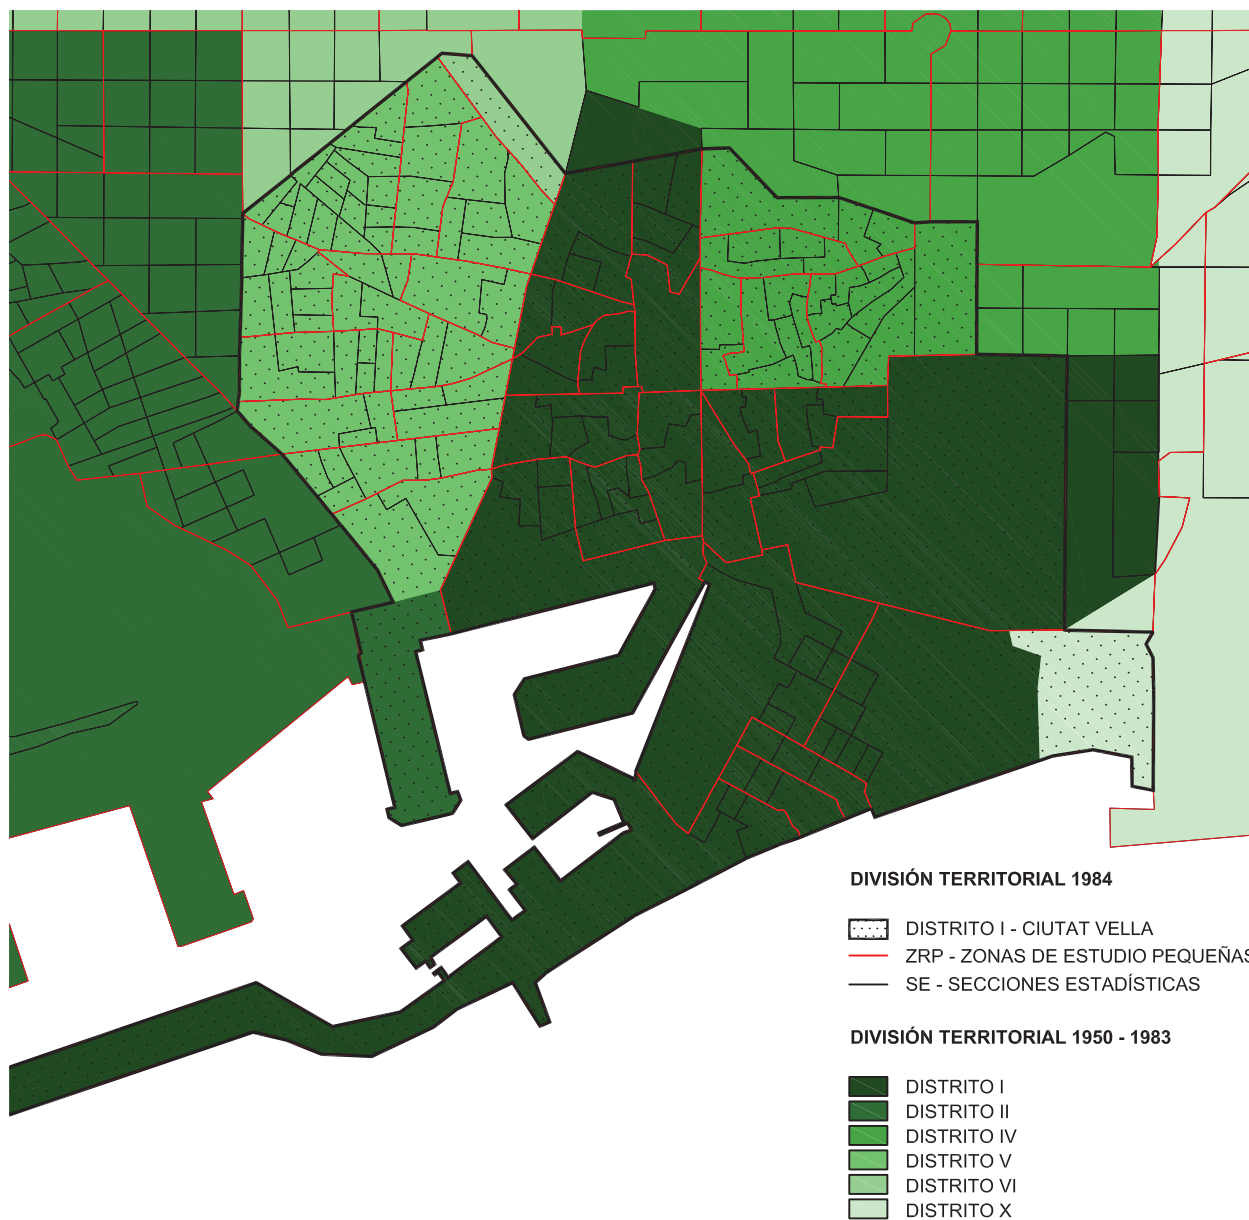 DIVISIÓN TERRITORIAL 1984
DISTRITO I - CIUTAT VELLA
ZRP - ZONAS DE ESTUDIO PEQUEÑAS
SE - SECCIONES ESTADÍSTICAS
DIVISIÓN TERRITORIAL 1950 - 1983
DISTRITO I
DISTRITO II
DISTRITO IV
DISTRITO V
DISTRITO VI
DISTRITO X